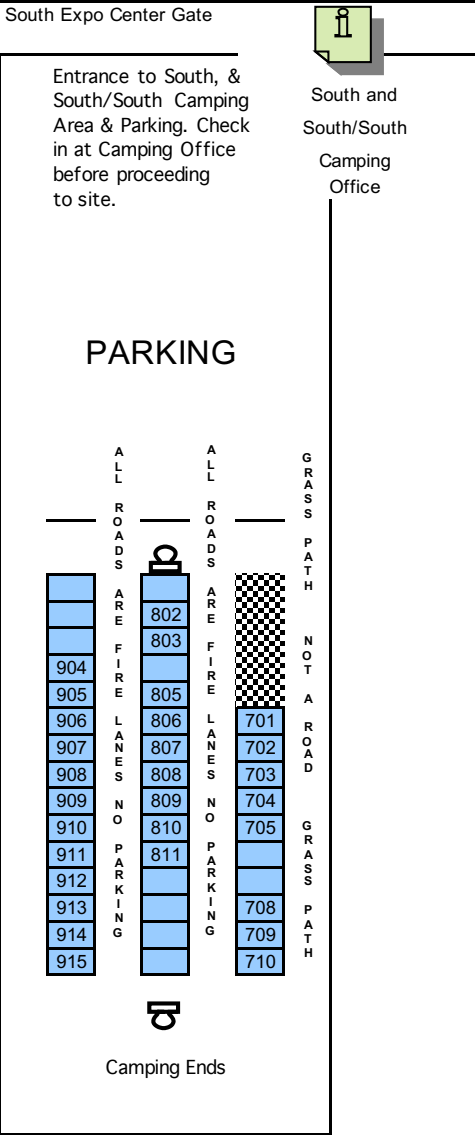 South Expo Center Gate
Entrance to South, &
South/South Camping
Area & Parking. Check
in at Camping Office
before proceeding
to site.
i
South and
South/South
Camping
Office
PARKING
ALL ROADS ARE FIRE LANES NO PARKING
ALL ROADS ARE FIRE LANES NO PARKING
GRASS PATH NOT A ROAD GRASS PATH
904
905
906
907
908
909
910
911
912
913
914
915
802
803
805
806
807
808
809
810
811
701
702
703
704
705
708
709
710
Camping Ends